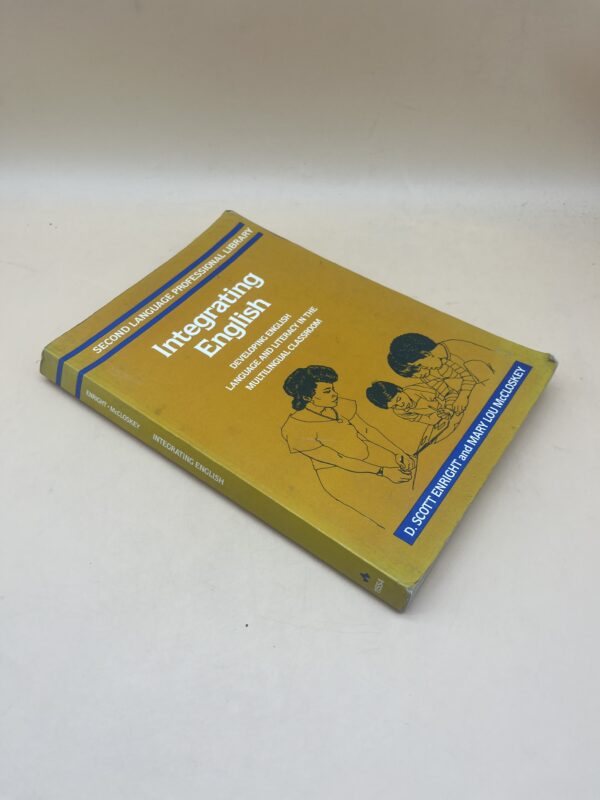 SECOND LANGUAGE PROFESSIONAL LIBRARY
Integrating
English
DEVELOPING ENGLISH
LANGUAGE AND LITERACY IN THE
MULTILINGUAL CLASSROOM
D. SCOTT ENRIGHT and MARY LOU McCLOSKEY
ENRIGHT • McCLOSKEY
INTEGRATING ENGLISH